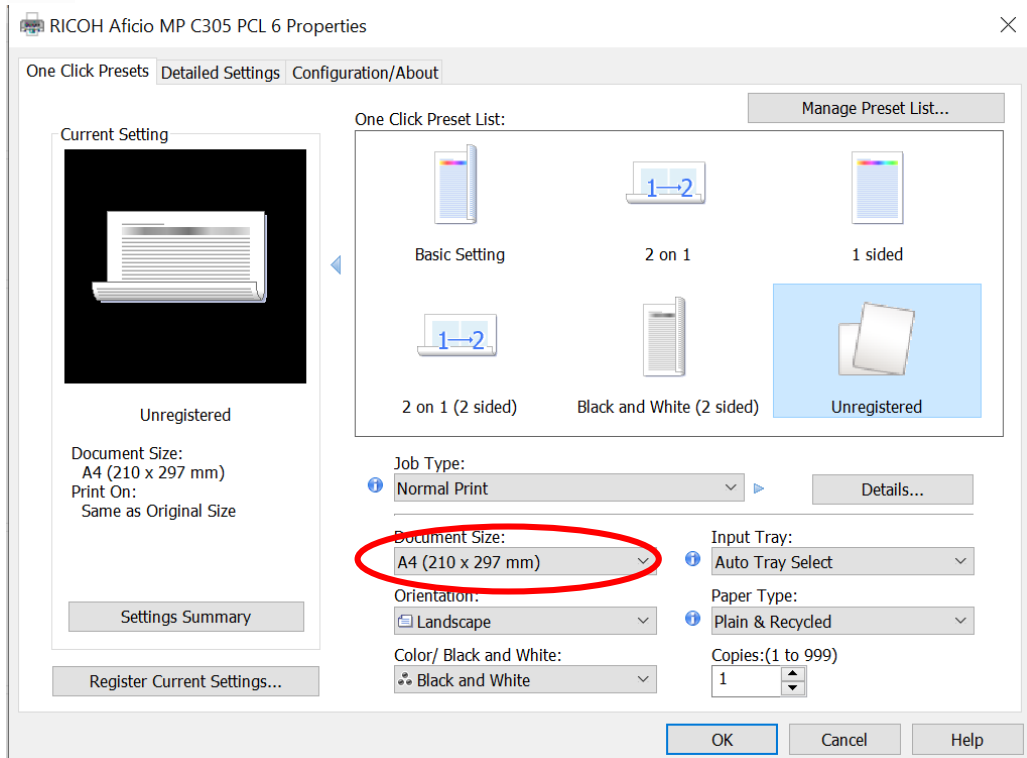 RICOH Aficio MP C305 PCL 6 Properties
One Click Presets Detailed Settings Configuration/About
Manage Preset List...
Current Setting
Unregistered
Document Size:
A4 (210 x 297 mm)
Print On:
Same as Original Size
Settings Summary
Register Current Settings...
One Click Preset List:
Basic Setting
1→2
2 on 1
1 sided
1→2
2 on 1 (2 sided)
Black and White (2 sided)
Unregistered
Job Type:
Normal Print
Details...
Document Size:
A4 (210 x 297 mm)
Orientation:
Landscape
Color/ Black and White:
Black and White
Input Tray:
Auto Tray Select
Paper Type:
Plain & Recycled
Copies:(1 to 999)
1
OK Cancel Help